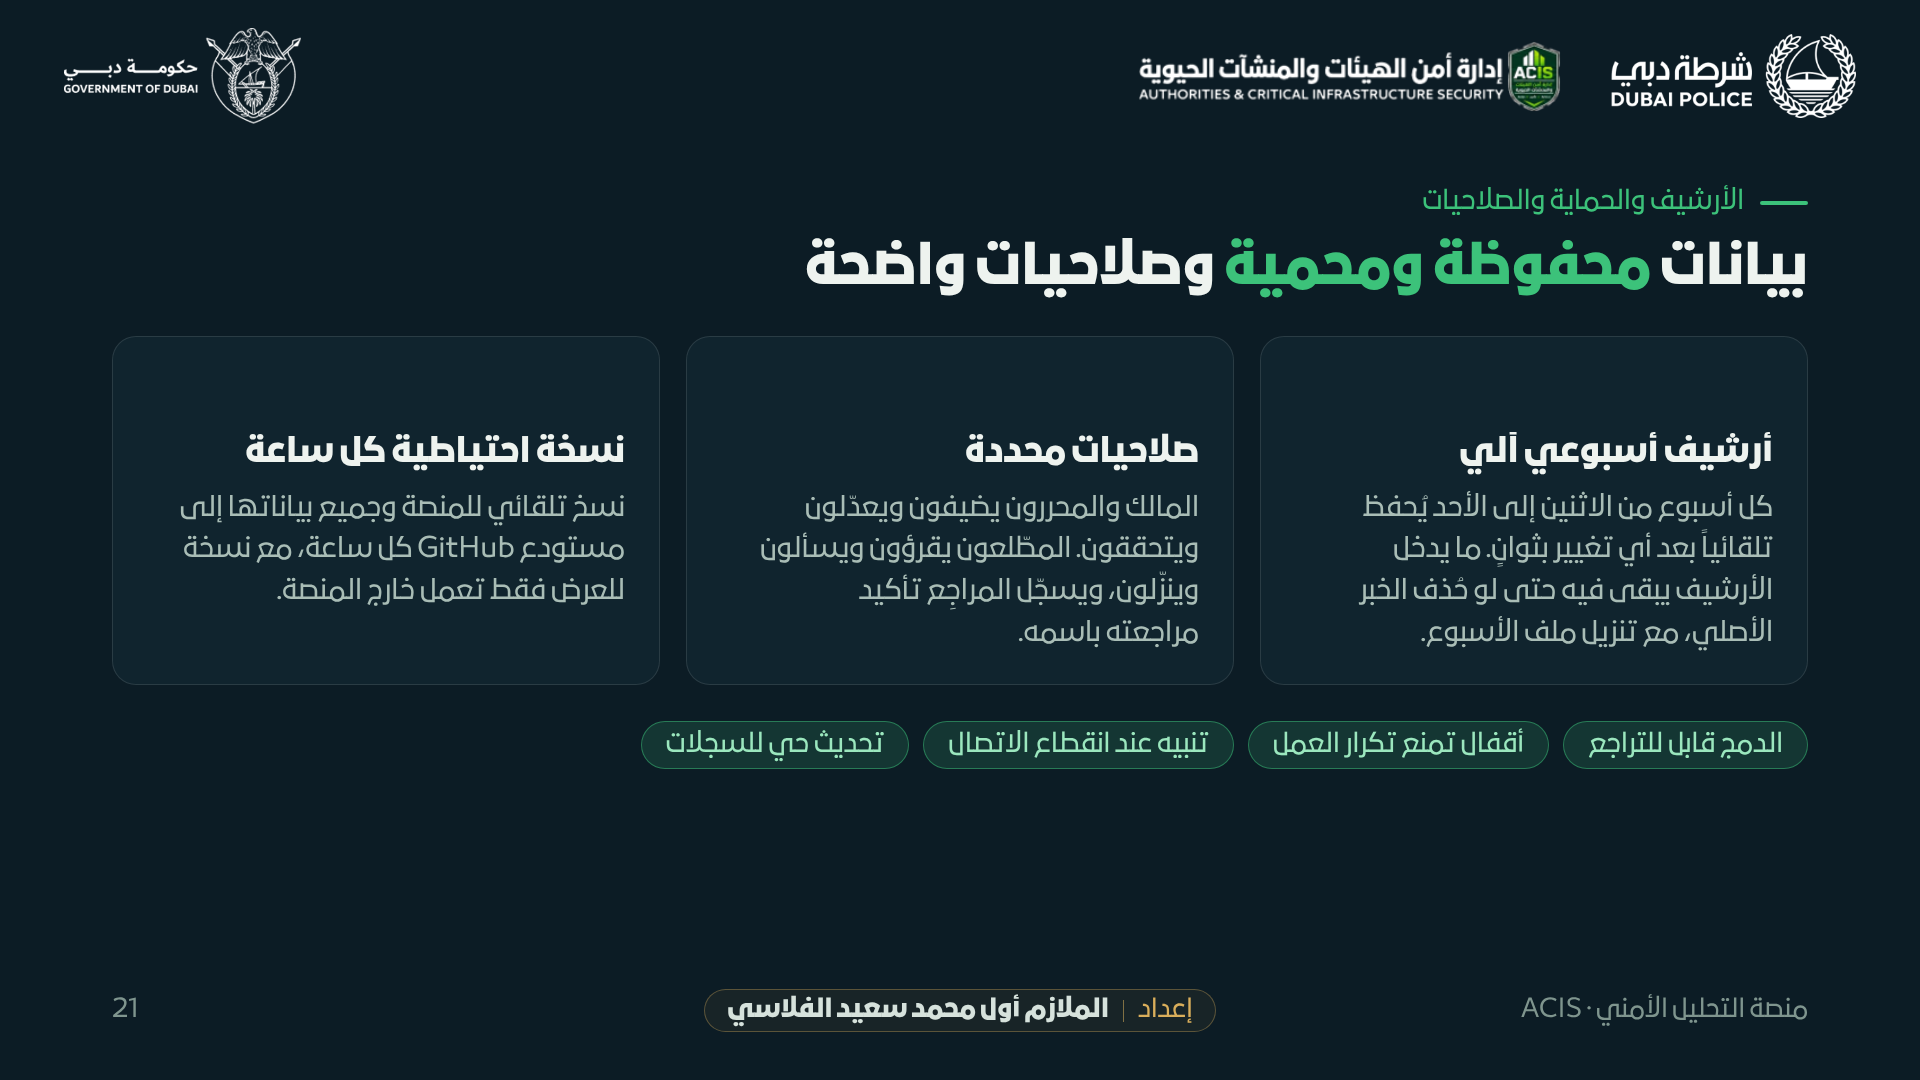 شرطة دبي
DUBAI POLICE
إدارة أمن الهيئات والمنشآت الحيوية
AUTHORITIES & CRITICAL INFRASTRUCTURE SECURITY
ACIS
حكومة دبي
GOVERNMENT OF DUBAI
الأرشيف والحماية والصلاحيات
بيانات محفوظة ومحمية وصلاحيات واضحة
أرشيف أسبوعي آلي
كل أسبوع من الاثنين إلى الأحد يُحفظ
تلقائياً بعد أي تغيير بثوانٍ. ما يدخل
الأرشيف يبقى فيه حتى لو حُذف الخبر
الأصلي، مع تنزيل ملف الأسبوع.
صلاحيات محددة
المالك والمحررون يضيفون ويعدّلون
ويتحققون. المطّلعون يقرؤون ويسألون
وينزّلون، ويسجّل المراجِع تأكيد
مراجعته باسمه.
نسخة احتياطية كل ساعة
نسخ تلقائي للمنصة وجميع بياناتها إلى
مستودع GitHub كل ساعة، مع نسخة
للعرض فقط تعمل خارج المنصة.
الدمج قابل للتراجع
أقفال تمنع تكرار العمل
تنبيه عند انقطاع الاتصال
تحديث حي للسجلات
منصة التحليل الأمني · ACIS
إعداد | الملازم أول محمد سعيد الفلاسي
21